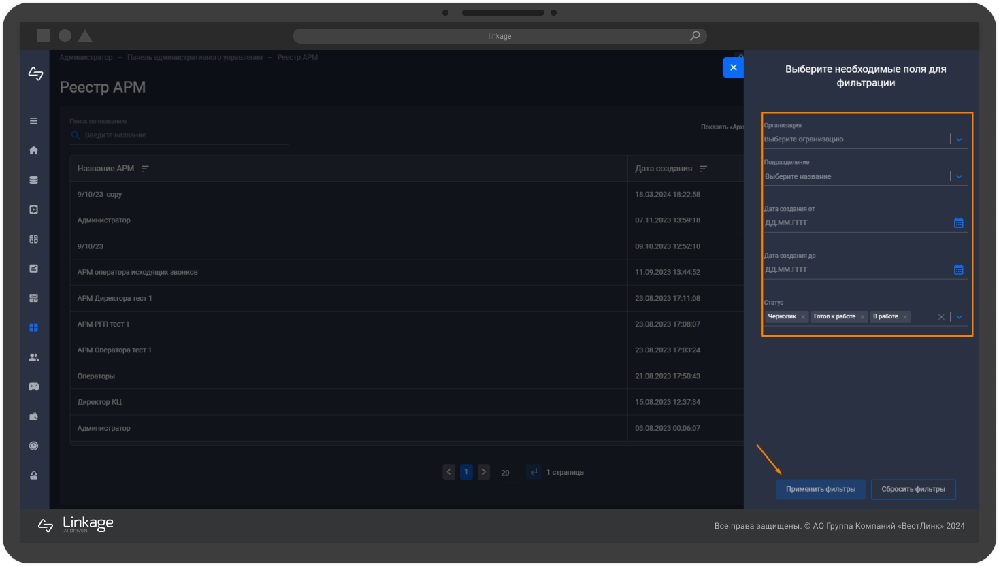 linkage
Администратор – Панель административного управления – Реестр АРМ
Реестр АРМ
Поиск по названию
Введите название
Показать «Арх
Название АРМ
Дата создания
9/10/23_copy
18.03.2024 18:22:58
Администратор
07.11.2023 13:59:18
9/10/23
09.10.2023 12:52:10
АРМ оператора исходящих звонков
11.09.2023 13:44:52
АРМ Директора тест 1
23.08.2023 17:11:08
АРМ РГП тест 1
23.08.2023 17:08:07
АРМ Оператора тест 1
23.08.2023 17:03:24
Операторы
21.08.2023 17:50:43
Директор КЦ
15.08.2023 12:37:34
Администратор
03.08.2023 00:06:07
1
20
1 страница
Выберите необходимые поля для
фильтрации
Организация
Выберите огранизацию
Подразделение
Выберите название
Дата создания от
ДД.ММ.ГГГГ
Дата создания до
ДД.ММ.ГГГГ
Статус
Черновик
Готов к работе
В работе
Применить фильтры
Сбросить фильтры
Linkage
AI DRIVEN
Все права защищены. © АО Группа Компаний «ВестЛинк» 2024